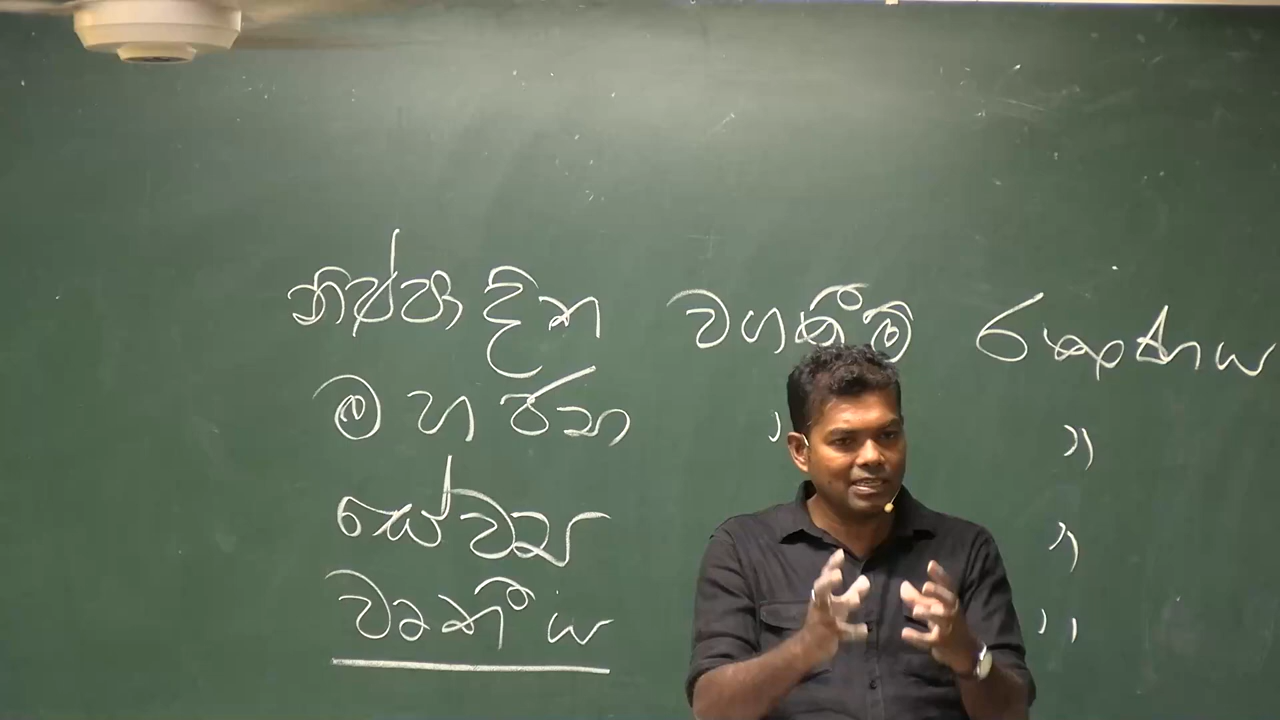 නිෂ්පාදිත වගකීම් රක්ෂණය
මහජන " "
සේවක "
වෘත්තීය "